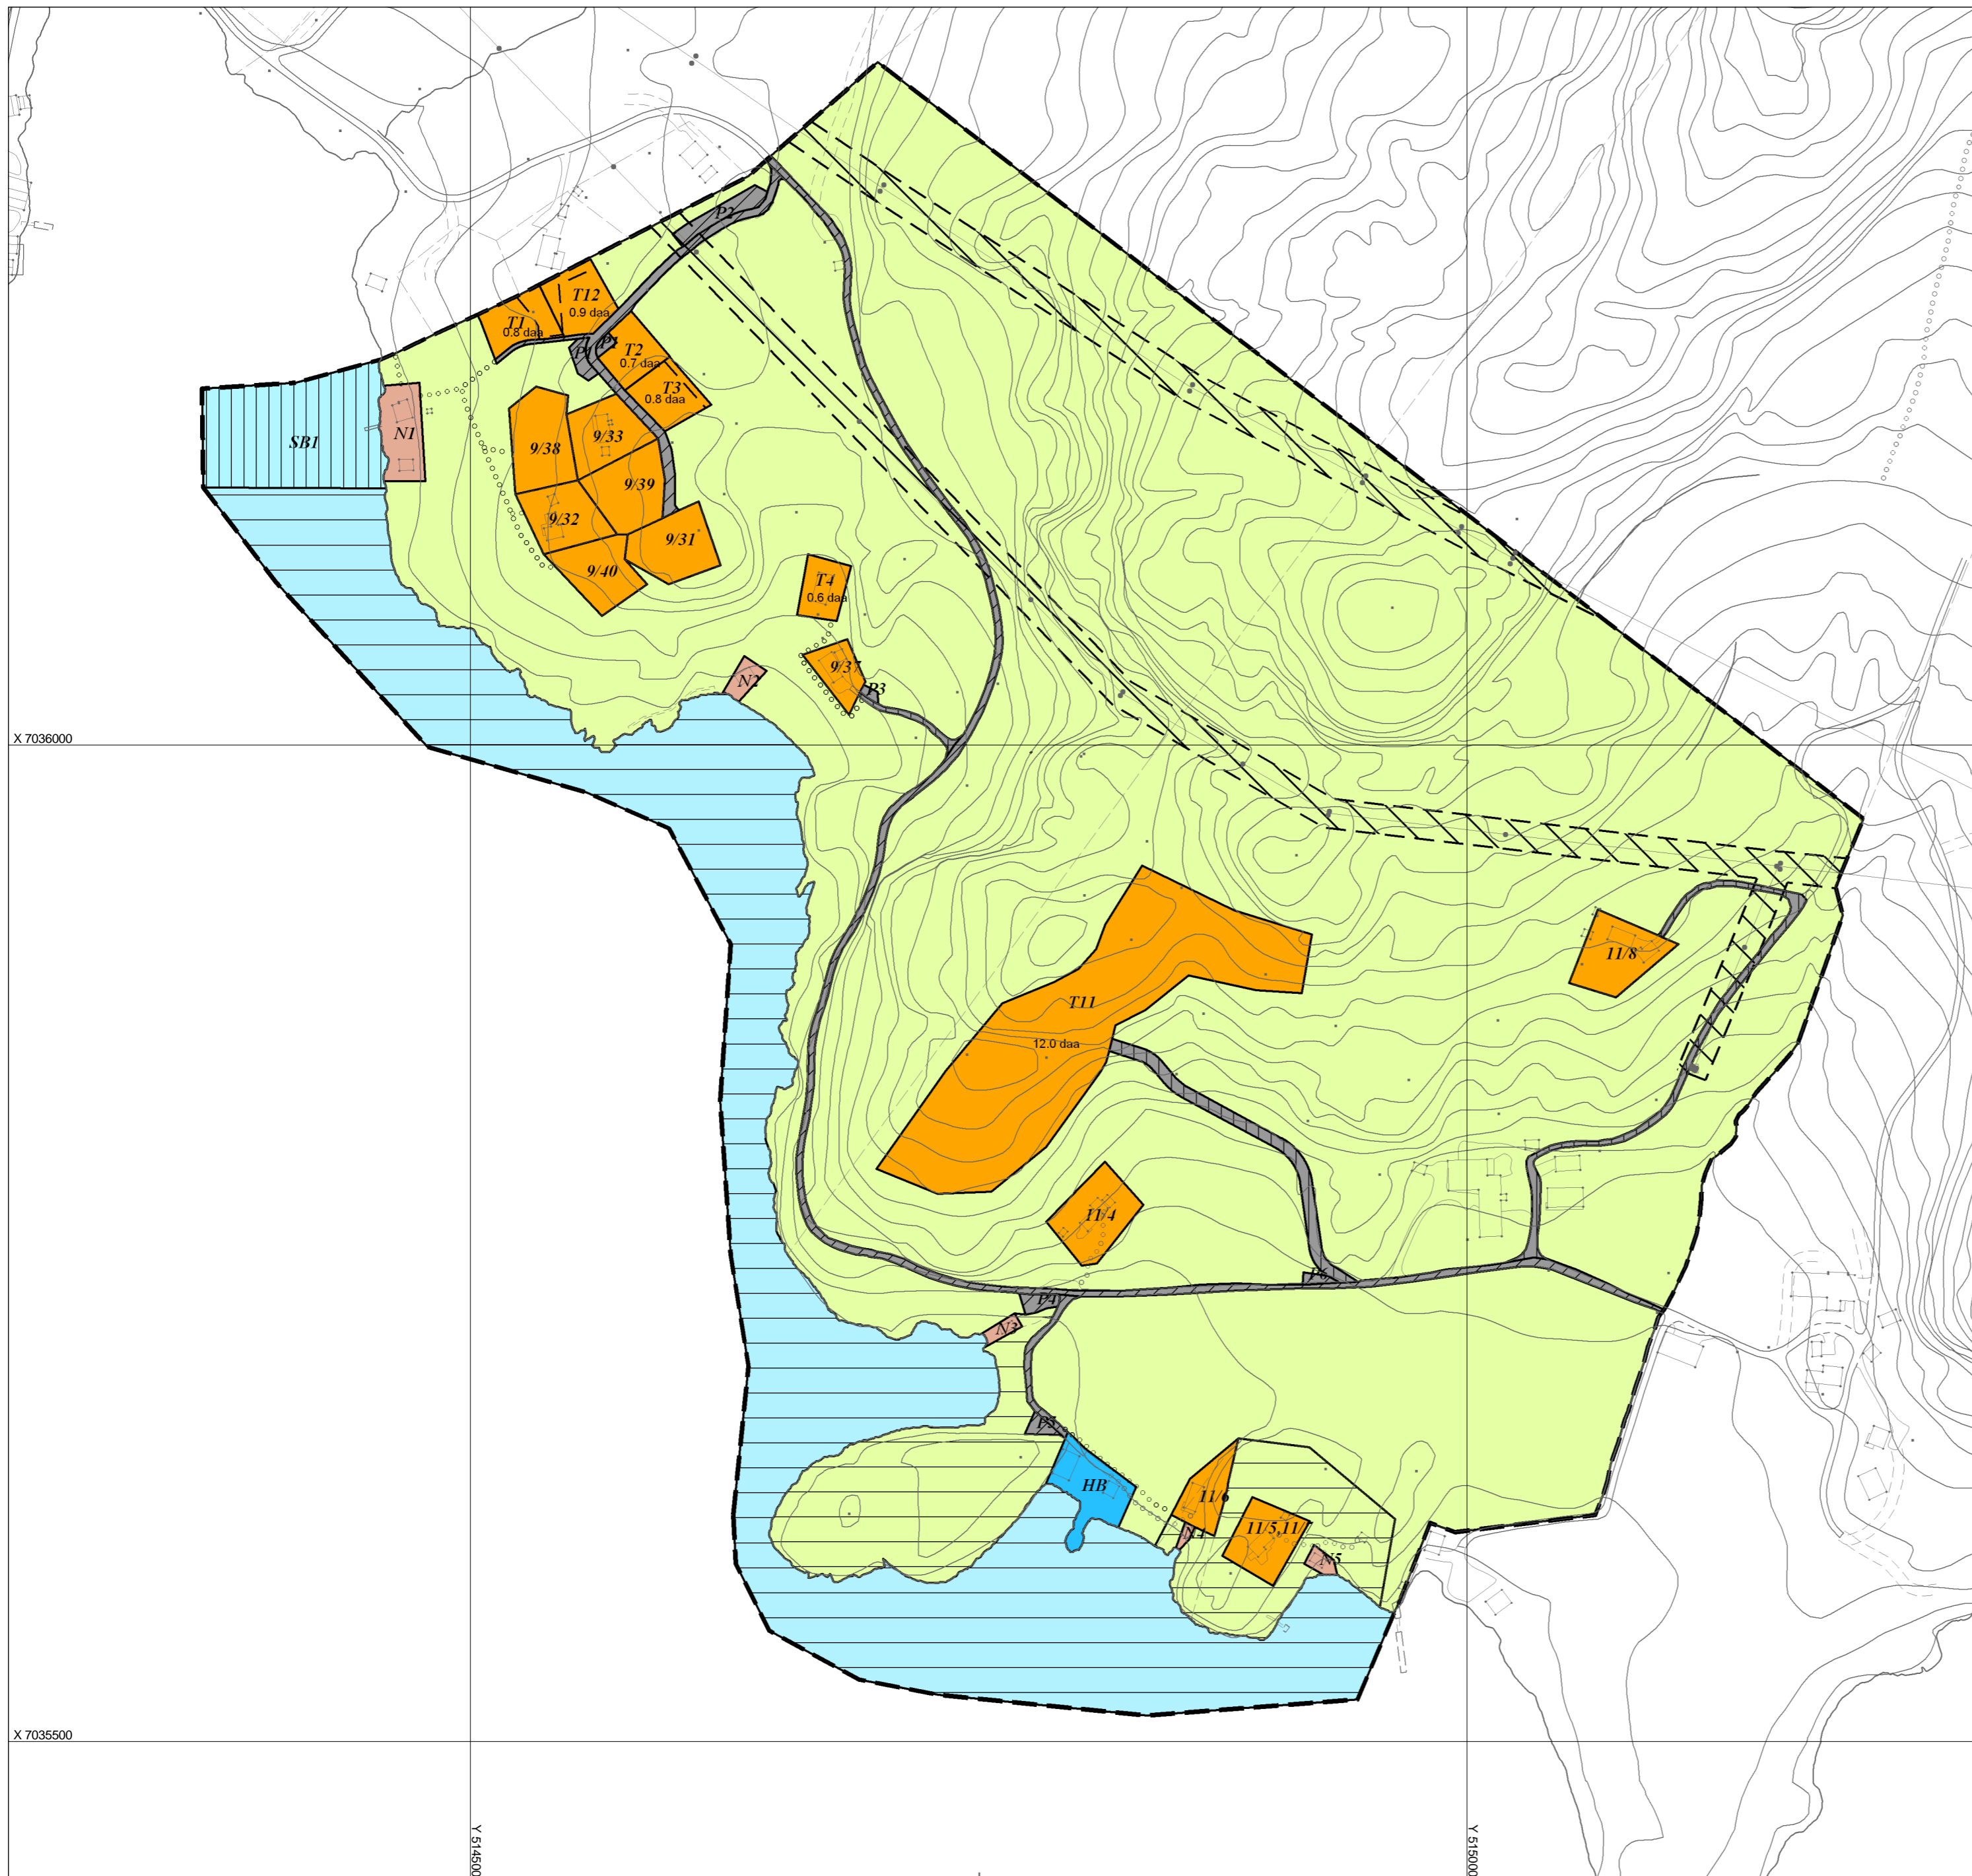 P2
T12
0.9 daa
T1
0.8 daa
P1
T2
0.7 daa
T3
0.8 daa
SB1
N1
9/33
9/38
9/39
9/32
9/31
9/40
T4
0.6 daa
9/37
N2
P3
X 7036000
11/8
T11
12.0 daa
11/4
P6
P4
N3
P5
HB
11/6
11/5,11/
N4
N5
X 7035500
Y 514500
Y 515000